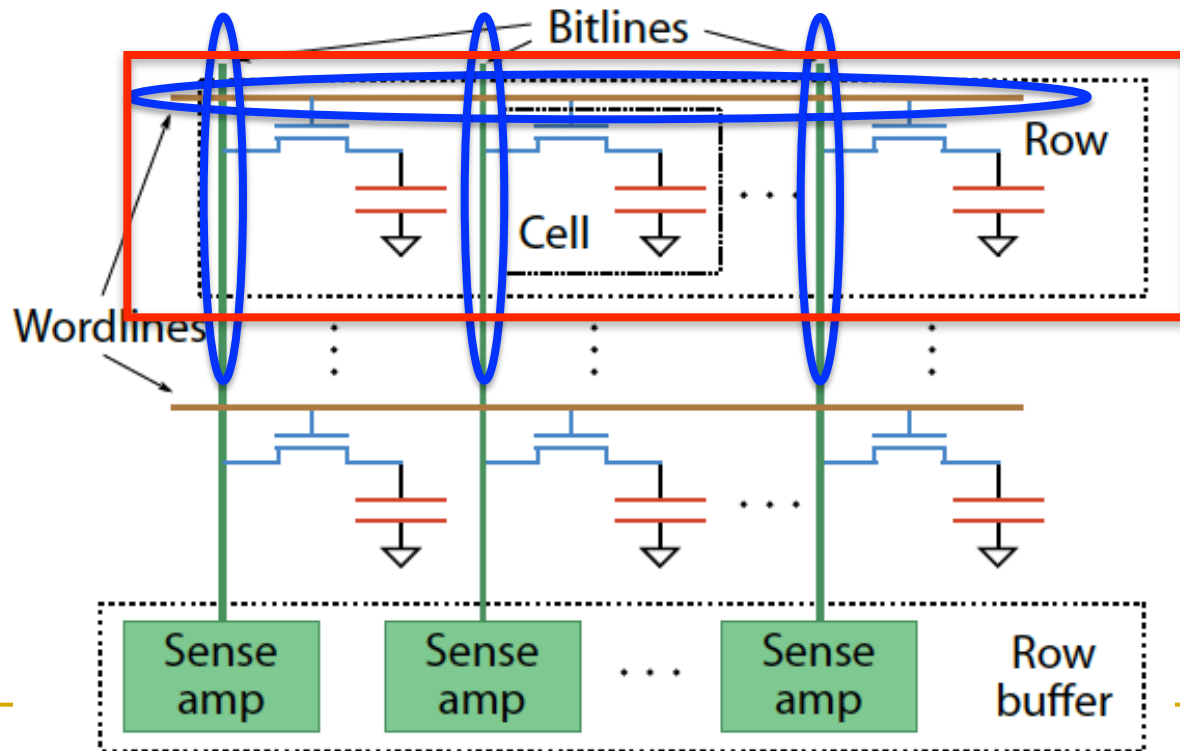 Bitlines
Row
Cell
Wordlines
Sense amp
Sense amp
Sense amp
Row buffer